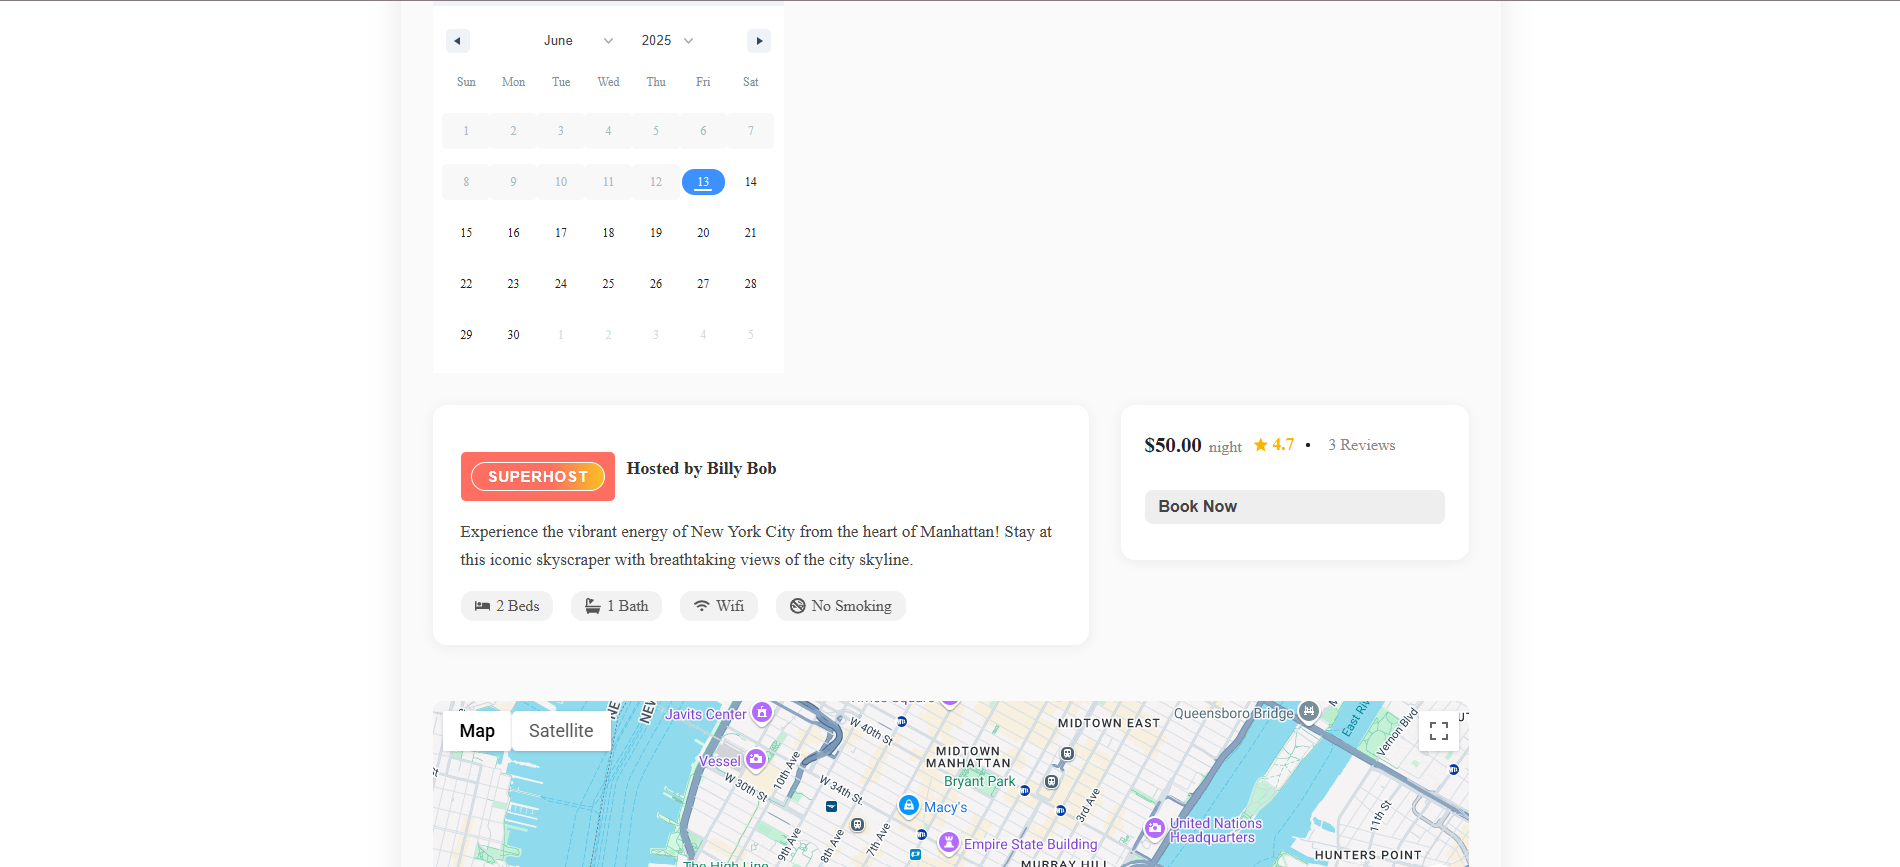 June 2025
Sun Mon Tue Wed Thu Fri Sat
1 2 3 4 5 6 7
8 9 10 11 12 13 14
15 16 17 18 19 20 21
22 23 24 25 26 27 28
29 30 1 2 3 4 5
SUPERHOST Hosted by Billy Bob
Experience the vibrant energy of New York City from the heart of Manhattan! Stay at
this iconic skyscraper with breathtaking views of the city skyline.
2 Beds 1 Bath Wifi No Smoking
$50.00 night 4.7 • 3 Reviews
Book Now
Map Satellite
Javits Center
Queensboro Bridge
MIDTOWN EAST
East Riv
Vernon Blvd
W 40th St
MIDTOWN
MANHATTAN
Vessel
10th Ave
Bryant Park
W 30th St
W 34th St
3rd Ave
Macy's
11th St
United Nations
Headquarters
9th Ave
8th Ave
7th Ave
Empire State Building
HUNTERS POINT
MURRAY HILL
The High Line